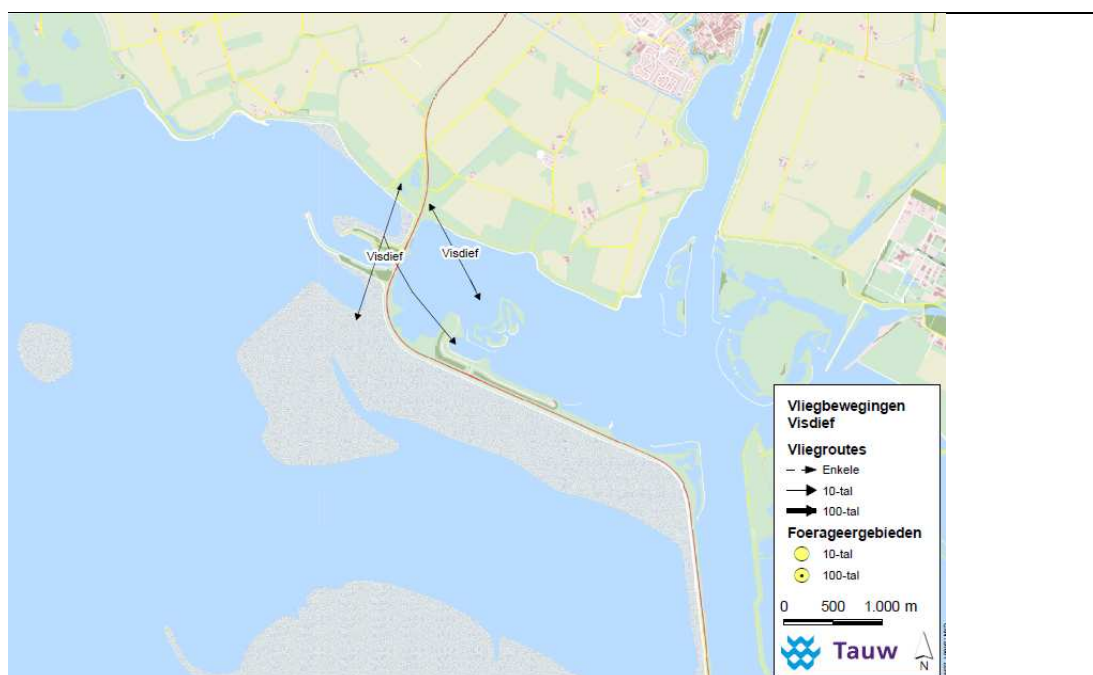 Visdief
Visdief
Vliegbewegingen
Visdief
Vliegroutes
Enkele
10-tal
100-tal
Foerageergebieden
10-tal
100-tal
0 500 1.000 m
Tauw
N